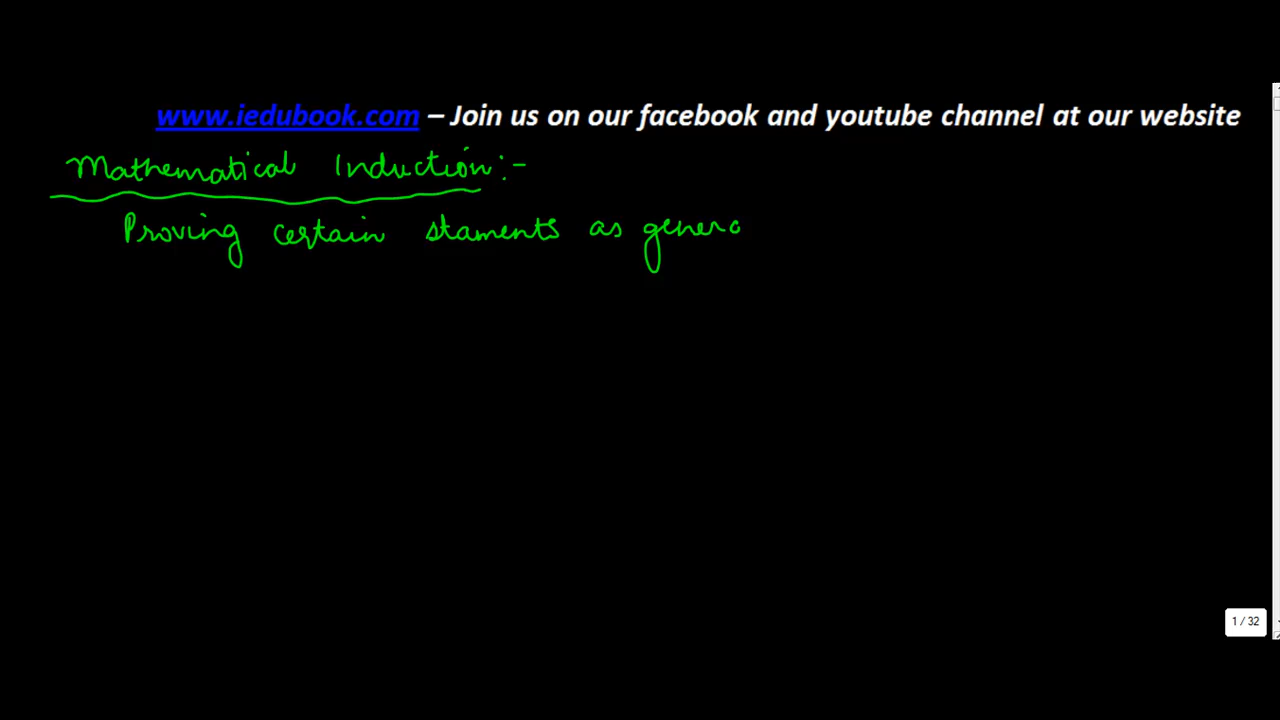 www.iedubook.com – Join us on our facebook and youtube channel at our website
Mathematical Induction:-
Proving certain staments as genera
1 / 32